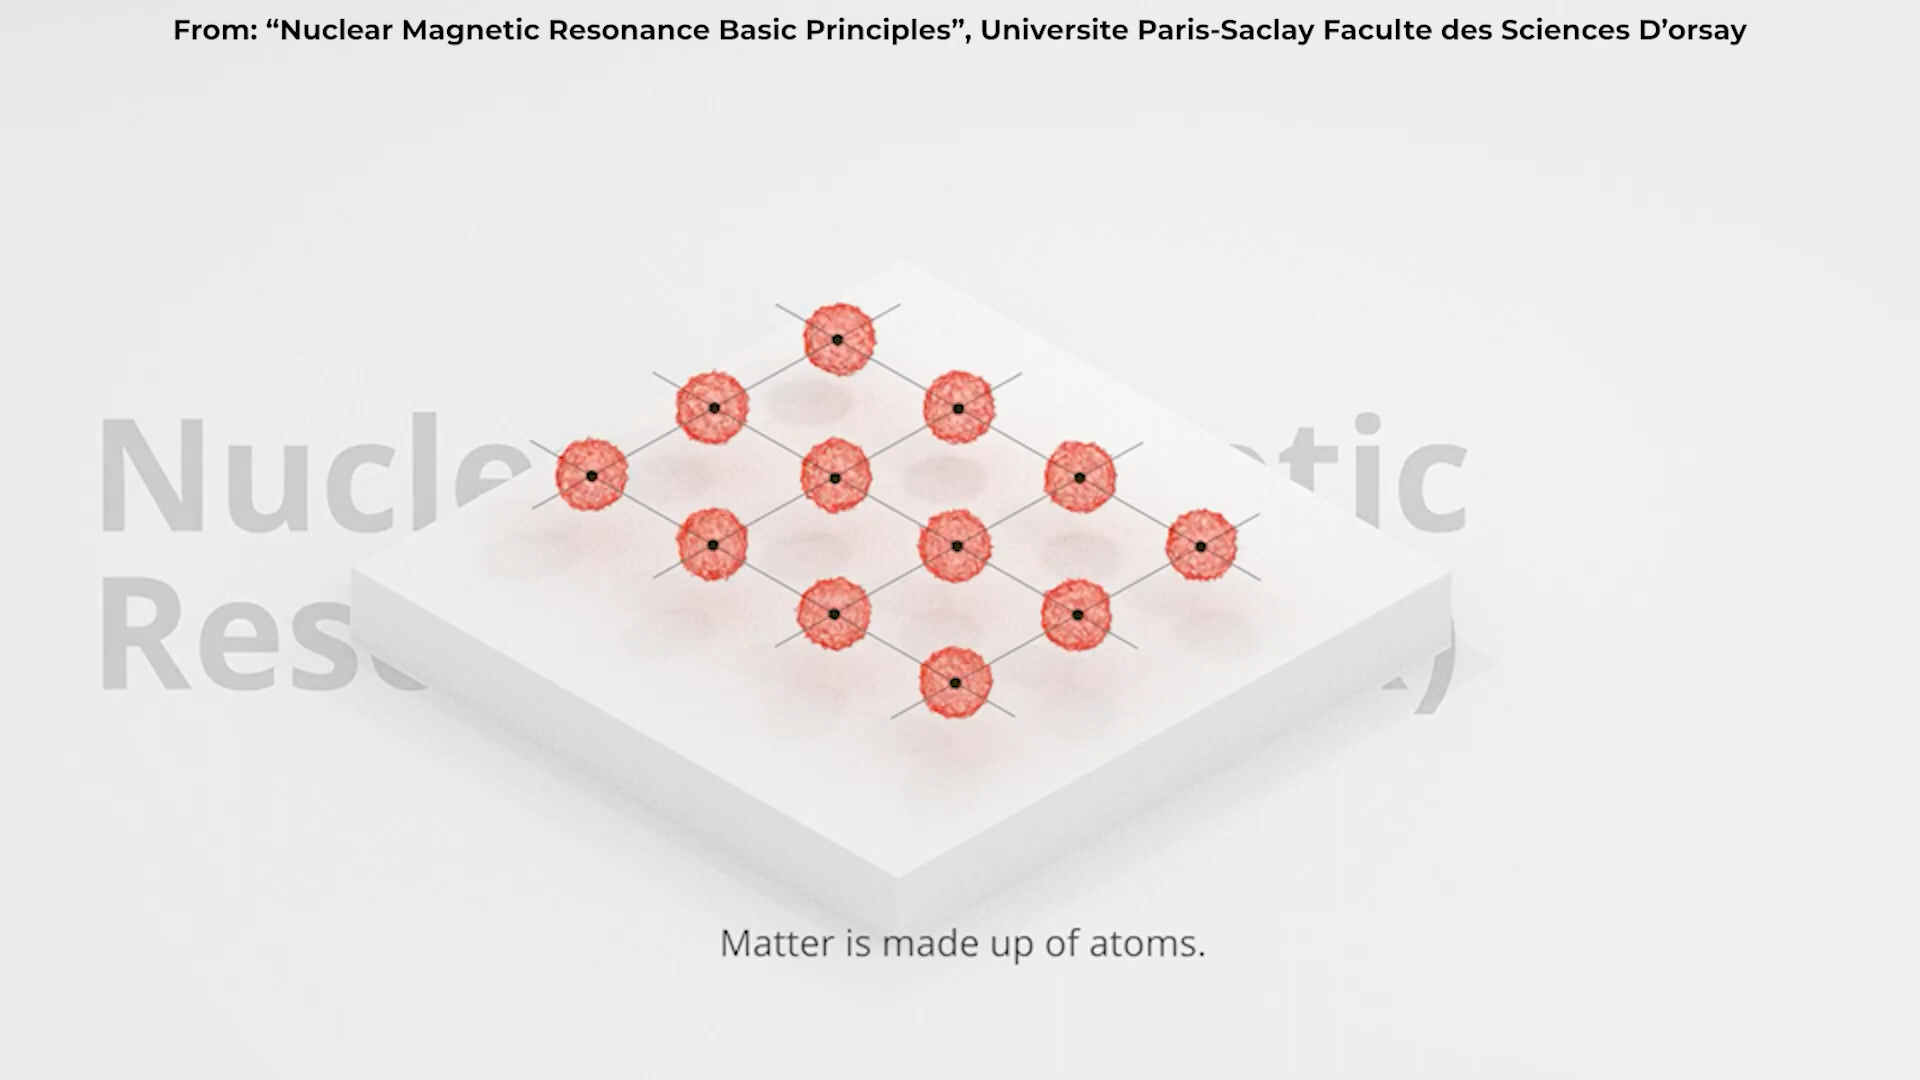 From: “Nuclear Magnetic Resonance Basic Principles”, Universite Paris-Saclay Faculte des Sciences D’orsay
Matter is made up of atoms.